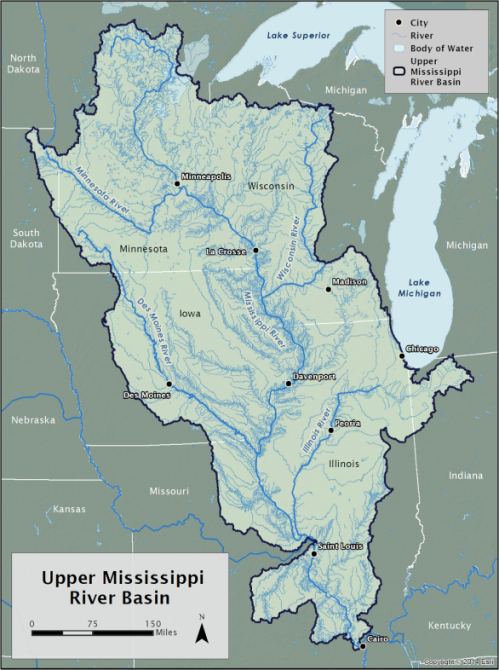 Lake Superior
City
River
Body of Water
Upper
Mississippi
River Basin
North
Dakota
Michigan
Minneapolis
Minnesota River
Wisconsin
South
Dakota
Minnesota
La Crosse
Wisconsin River
Michigan
Madison
Lake
Michigan
Mississippi River
Iowa
Des Moines River
Chicago
Davenport
Des Moines
Nebraska
Illinois River
Peoria
Illinois
Indiana
Missouri
Kansas
Saint Louis
Upper Mississippi
River Basin
0 75 150
Miles
N
Kentucky
Cairo